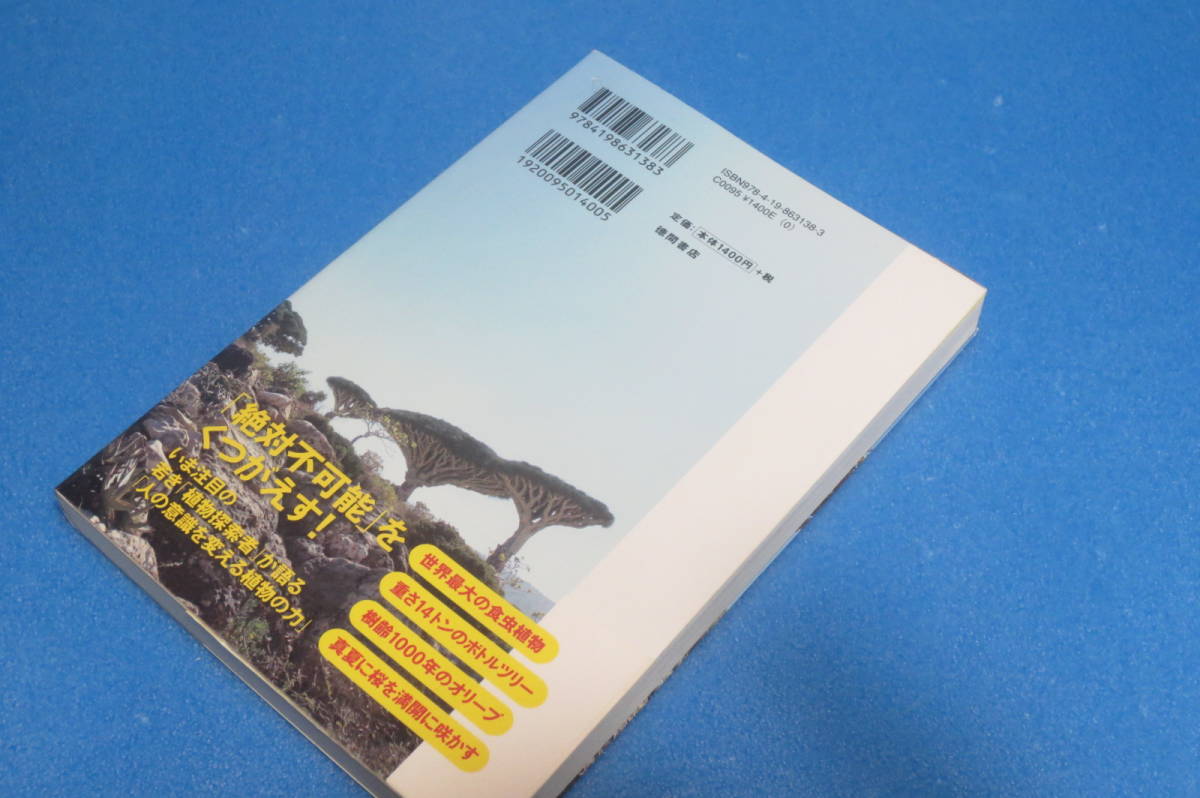 9784198631383
1920095014005
ISBN978-4-19-863138-3
C0095 ¥1400E (0)
定価:本体1400円+税
徳間書店
「絶対不可能」を
くつがえす!
いま注目の
若き「植物探索者」が語る
「人の意識を変える植物の力」
世界最大の食虫植物
重さ14トンのボトルツリー
樹齢1000年のオリーブ
真夏に桜を満開に咲かす